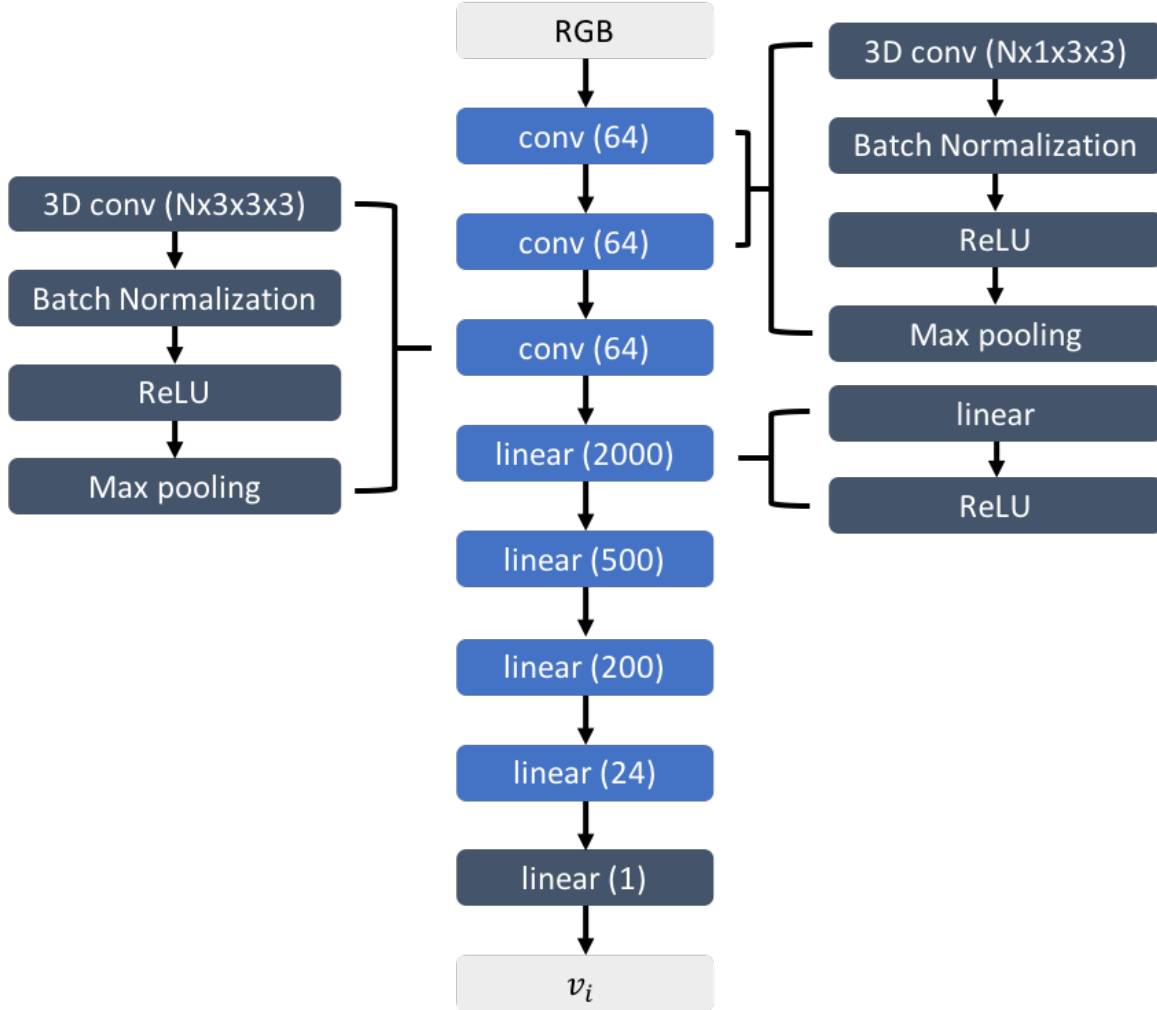 RGB
conv (64)
conv (64)
conv (64)
linear (2000)
linear (500)
linear (200)
linear (24)
linear (1)
v_i
3D conv (Nx3x3x3)
Batch Normalization
ReLU
Max pooling
3D conv (Nx1x3x3)
Batch Normalization
ReLU
Max pooling
linear
ReLU